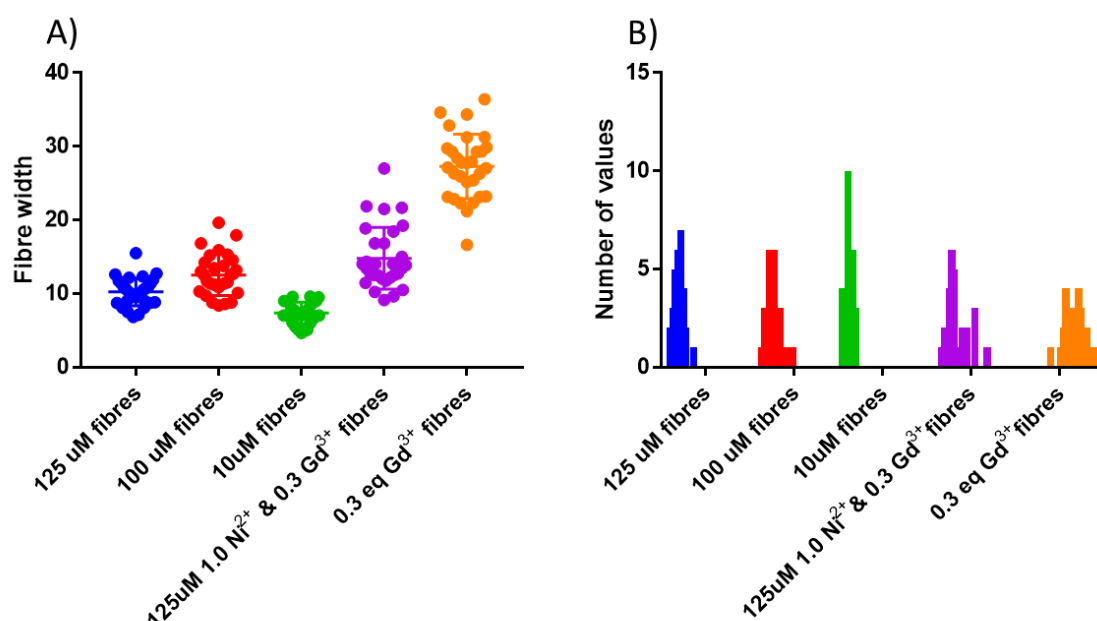 A)
Fibre width
40
30
20
10
0
125 uM fibres
100 uM fibres
10uM fibres
125uM 1.0 Ni²⁺ & 0.3 Gd³⁺ fibres
0.3 eq Gd³⁺ fibres
B)
Number of values
15
10
5
0
125 uM fibres
100 uM fibres
10uM fibres
125uM 1.0 Ni²⁺ & 0.3 Gd³⁺ fibres
0.3 eq Gd³⁺ fibres